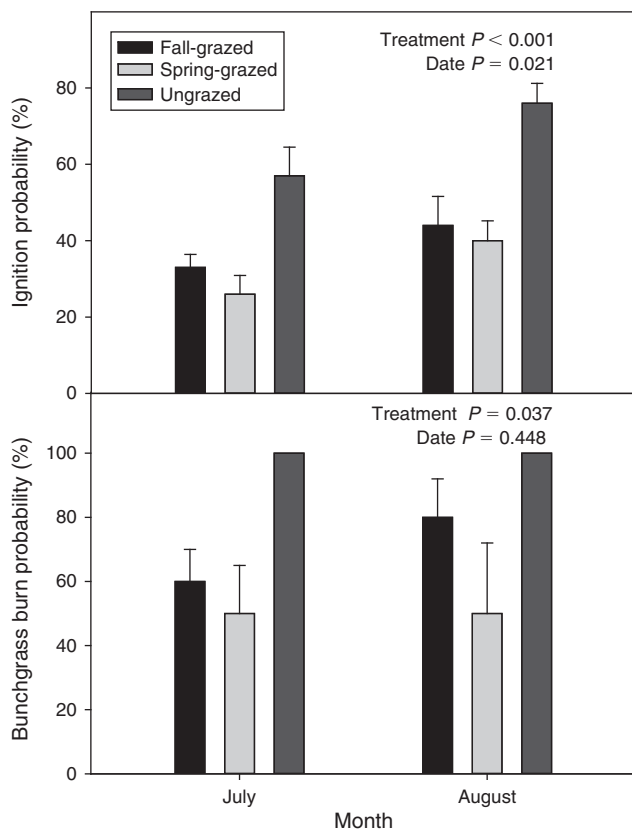 Fall-grazed
Spring-grazed
Ungrazed
Treatment P < 0.001
Date P = 0.021
Ignition probability (%)
80
60
40
20
0
Treatment P = 0.037
Date P = 0.448
Bunchgrass burn probability (%)
100
80
60
40
20
0
July August
Month